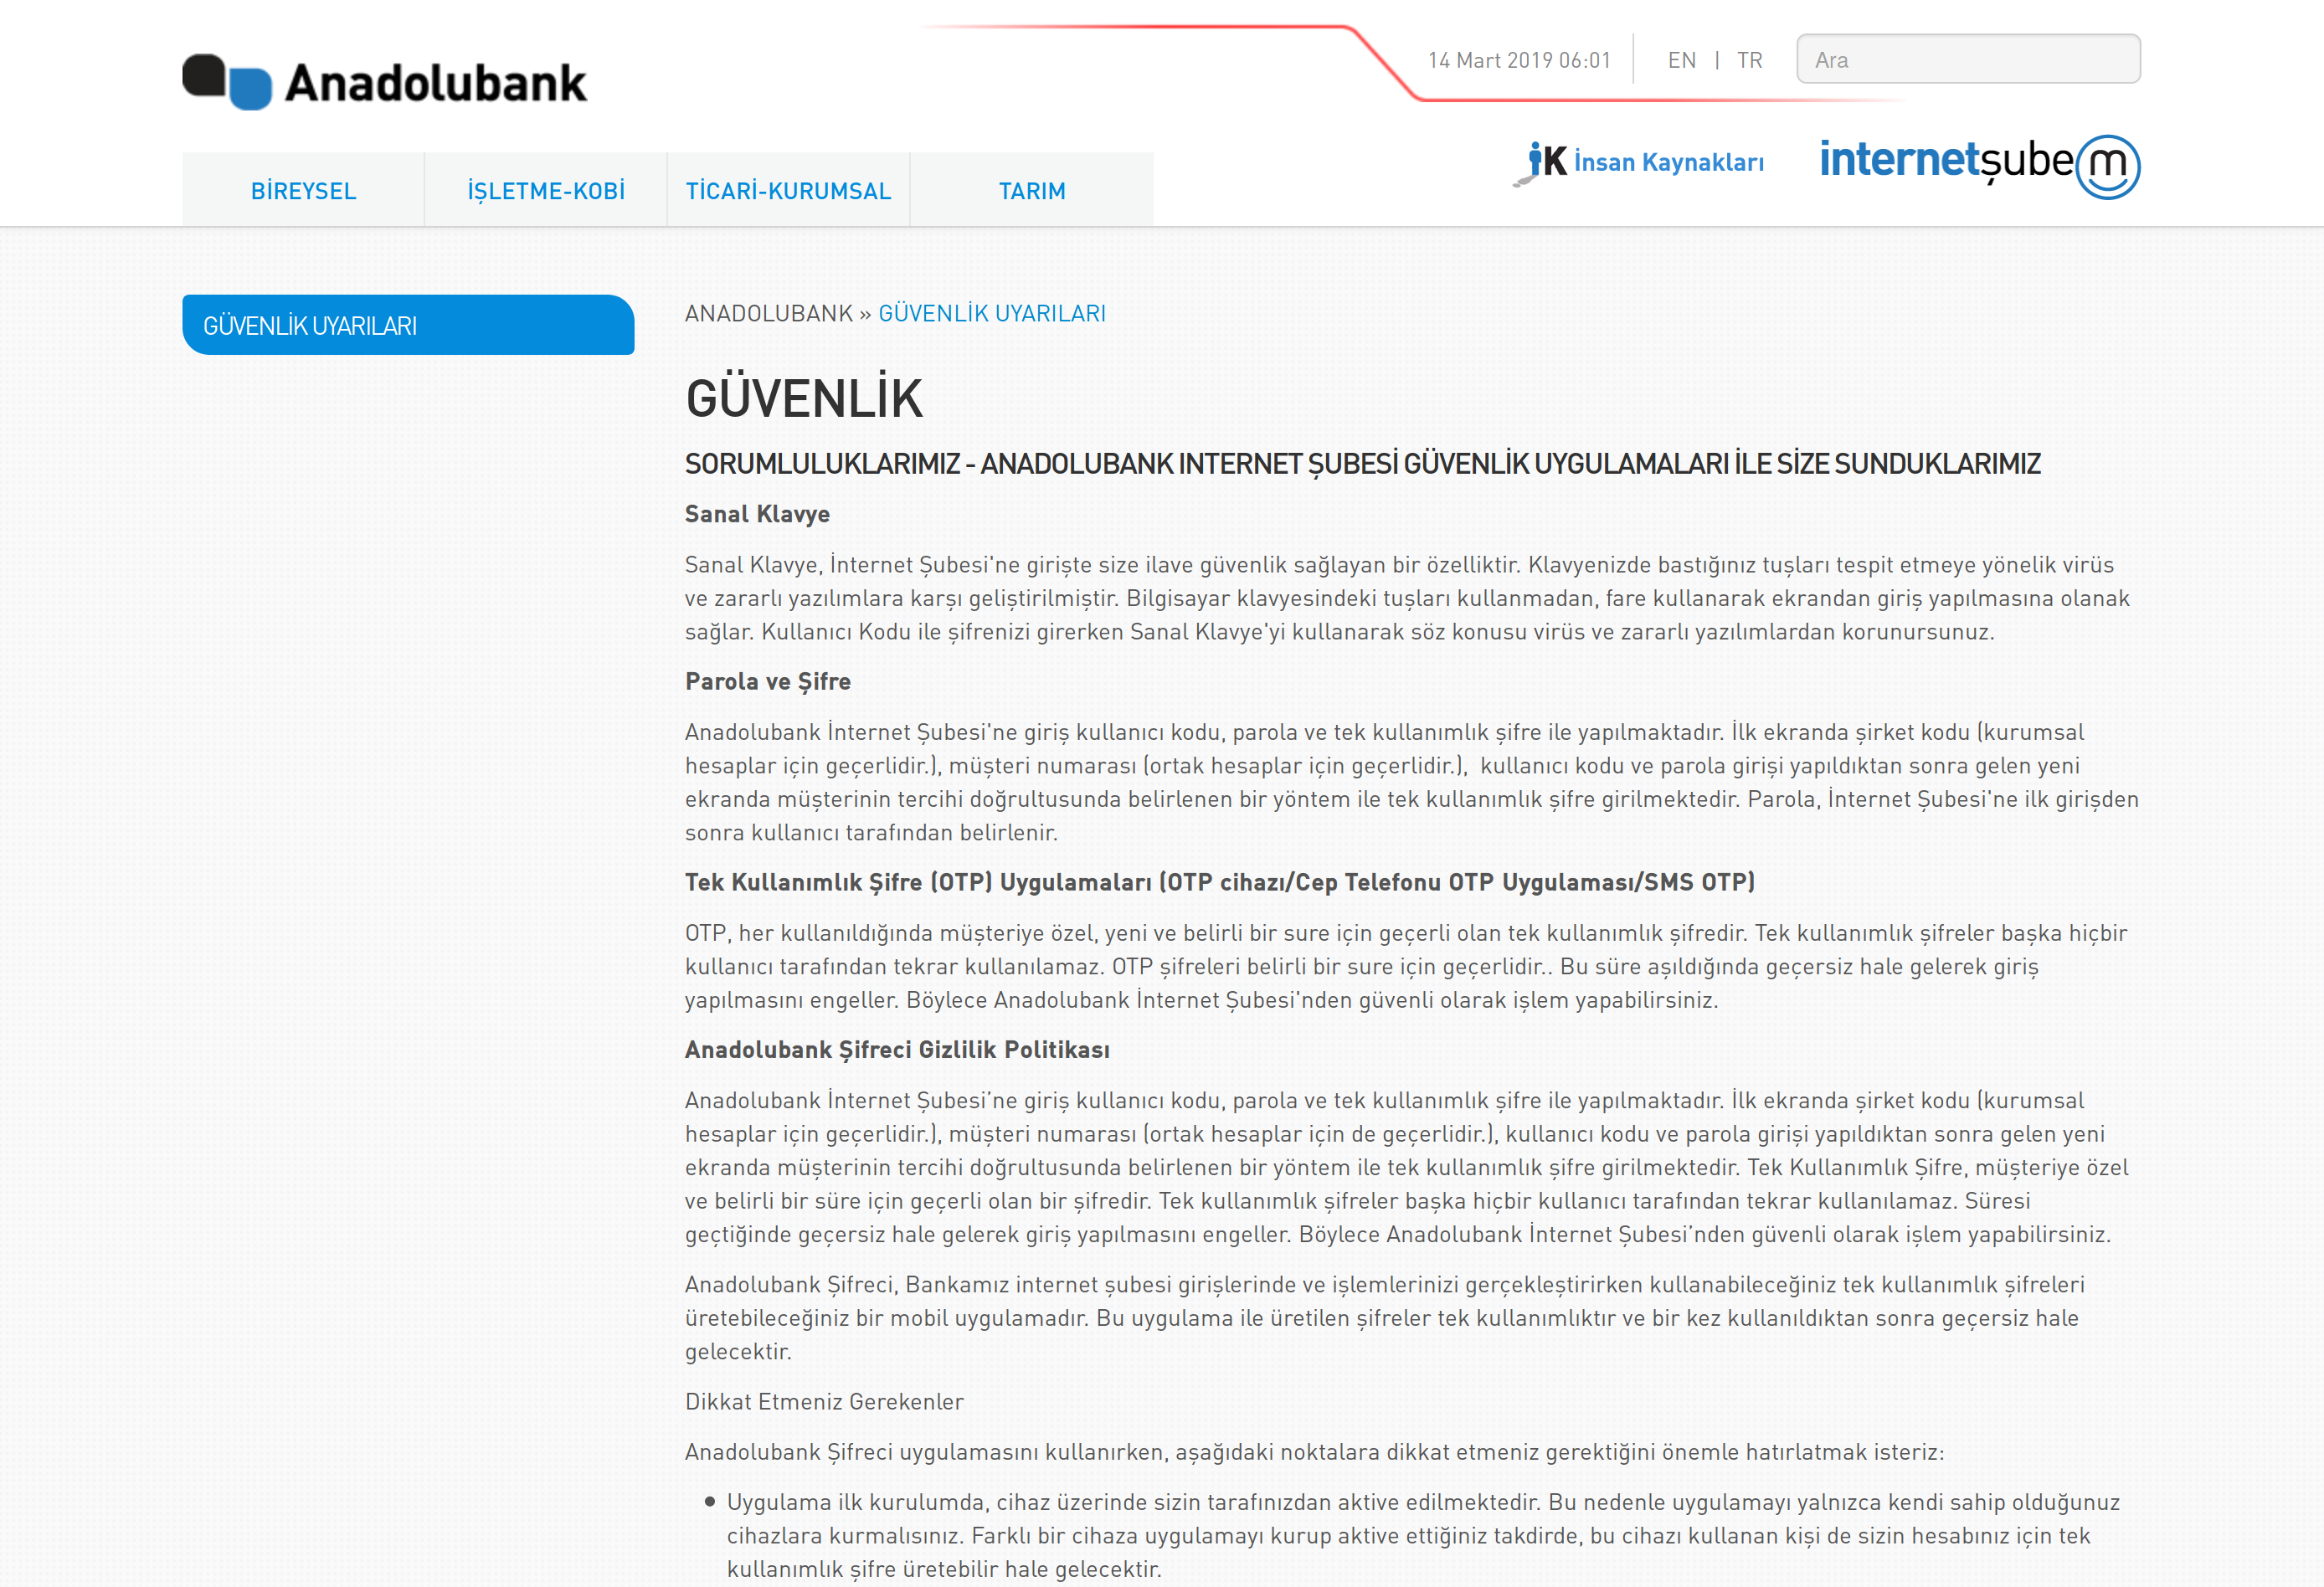 Anadolubank
14 Mart 2019 06:01
EN | TR
Ara
BİREYSEL
İŞLETME-KOBİ
TİCARİ-KURUMSAL
TARIM
iK İnsan Kaynakları
internetşubem
GÜVENLİK UYARILARI
ANADOLUBANK » GÜVENLİK UYARILARI
GÜVENLİK
SORUMLULUKLARIMIZ - ANADOLUBANK INTERNET ŞUBESİ GÜVENLİK UYGULAMALARI İLE SİZE SUNDUKLARIMIZ
Sanal Klavye
Sanal Klavye, İnternet Şubesi'ne girişte size ilave güvenlik sağlayan bir özelliktir. Klavyenizde bastığınız tuşları tespit etmeye yönelik virüs
ve zararlı yazılımlara karşı geliştirilmiştir. Bilgisayar klavyesindeki tuşları kullanmadan, fare kullanarak ekrandan giriş yapılmasına olanak
sağlar. Kullanıcı Kodu ile şifrenizi girerken Sanal Klavye'yi kullanarak söz konusu virüs ve zararlı yazılımlardan korunursunuz.
Parola ve Şifre
Anadolubank İnternet Şubesi'ne giriş kullanıcı kodu, parola ve tek kullanımlık şifre ile yapılmaktadır. İlk ekranda şirket kodu (kurumsal
hesaplar için geçerlidir.), müşteri numarası (ortak hesaplar için geçerlidir.),  kullanıcı kodu ve parola girişi yapıldıktan sonra gelen yeni
ekranda müşterinin tercihi doğrultusunda belirlenen bir yöntem ile tek kullanımlık şifre girilmektedir. Parola, İnternet Şubesi'ne ilk girişden
sonra kullanıcı tarafından belirlenir.
Tek Kullanımlık Şifre (OTP) Uygulamaları (OTP cihazı/Cep Telefonu OTP Uygulaması/SMS OTP)
OTP, her kullanıldığında müşteriye özel, yeni ve belirli bir sure için geçerli olan tek kullanımlık şifredir. Tek kullanımlık şifreler başka hiçbir
kullanıcı tarafından tekrar kullanılamaz. OTP şifreleri belirli bir sure için geçerlidir.. Bu süre aşıldığında geçersiz hale gelerek giriş
yapılmasını engeller. Böylece Anadolubank İnternet Şubesi'nden güvenli olarak işlem yapabilirsiniz.
Anadolubank Şifreci Gizlilik Politikası
Anadolubank İnternet Şubesi’ne giriş kullanıcı kodu, parola ve tek kullanımlık şifre ile yapılmaktadır. İlk ekranda şirket kodu (kurumsal
hesaplar için geçerlidir.), müşteri numarası (ortak hesaplar için de geçerlidir.), kullanıcı kodu ve parola girişi yapıldıktan sonra gelen yeni
ekranda müşterinin tercihi doğrultusunda belirlenen bir yöntem ile tek kullanımlık şifre girilmektedir. Tek Kullanımlık Şifre, müşteriye özel
ve belirli bir süre için geçerli olan bir şifredir. Tek kullanımlık şifreler başka hiçbir kullanıcı tarafından tekrar kullanılamaz. Süresi
geçtiğinde geçersiz hale gelerek giriş yapılmasını engeller. Böylece Anadolubank İnternet Şubesi’nden güvenli olarak işlem yapabilirsiniz.
Anadolubank Şifreci, Bankamız internet şubesi girişlerinde ve işlemlerinizi gerçekleştirirken kullanabileceğiniz tek kullanımlık şifreleri
üretebileceğiniz bir mobil uygulamadır. Bu uygulama ile üretilen şifreler tek kullanımlıktır ve bir kez kullanıldıktan sonra geçersiz hale
gelecektir.
Dikkat Etmeniz Gerekenler
Anadolubank Şifreci uygulamasını kullanırken, aşağıdaki noktalara dikkat etmeniz gerektiğini önemle hatırlatmak isteriz:
• Uygulama ilk kurulumda, cihaz üzerinde sizin tarafınızdan aktive edilmektedir. Bu nedenle uygulamayı yalnızca kendi sahip olduğunuz
cihazlara kurmalısınız. Farklı bir cihaza uygulamayı kurup aktive ettiğiniz takdirde, bu cihazı kullanan kişi de sizin hesabınız için tek
kullanımlık şifre üretebilir hale gelecektir.